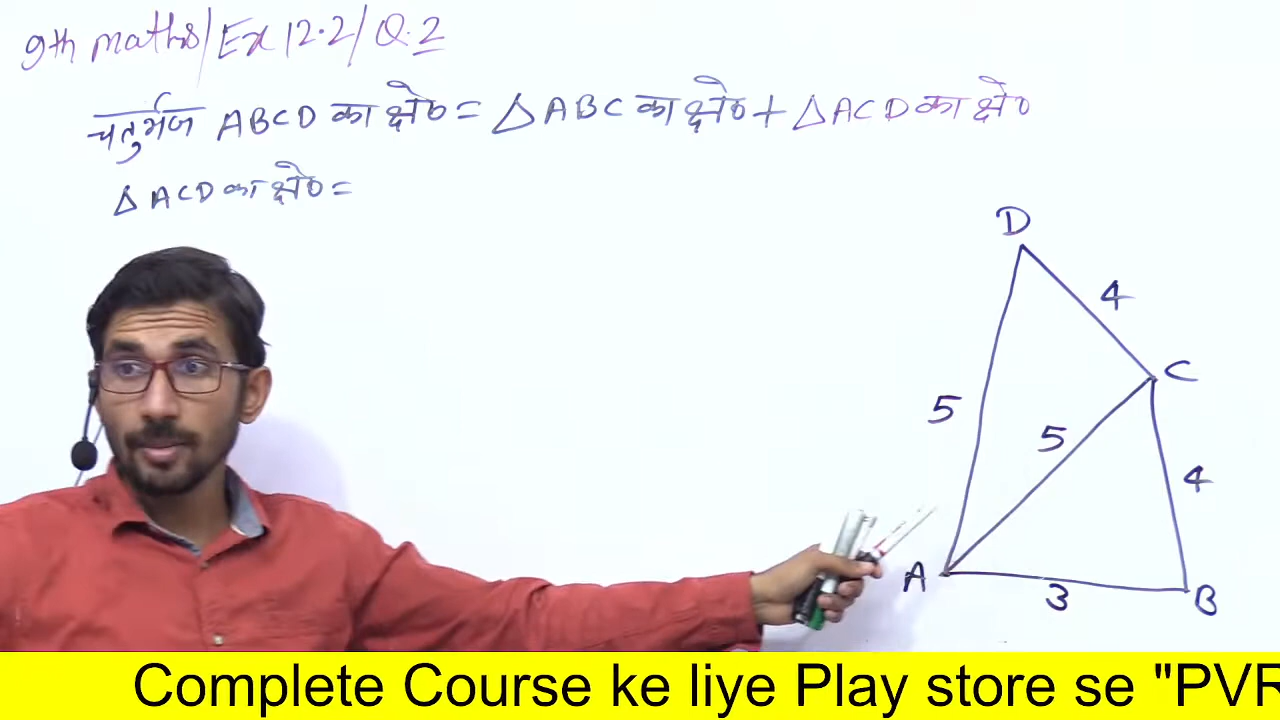 9th maths/Ex 12.2/Q.2
चतुर्भुज ABCD का क्षे० = △ABC का क्षे० + △ACD का क्षे०
△ACD का क्षे० =
D
4
C
5
5
4
A
3
B
Complete Course ke liye Play store se "PVR